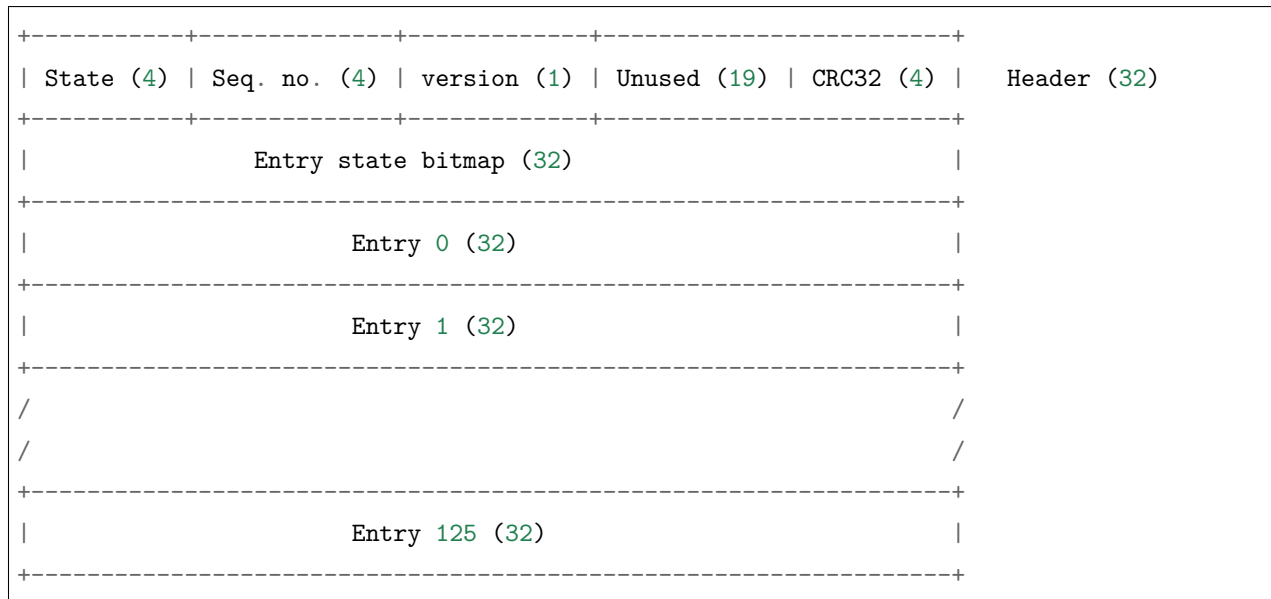 +-----------+--------------+-------------+-------------------------+
| State (4) | Seq. no. (4) | version (1) | Unused (19) | CRC32 (4) |   Header (32)
+-----------+--------------+-------------+-------------------------+
|                Entry state bitmap (32)                           |
+------------------------------------------------------------------+
|                       Entry 0 (32)                               |
+------------------------------------------------------------------+
|                       Entry 1 (32)                               |
+------------------------------------------------------------------+
/                                                                  /
/                                                                  /
+------------------------------------------------------------------+
|                       Entry 125 (32)                             |
+------------------------------------------------------------------+